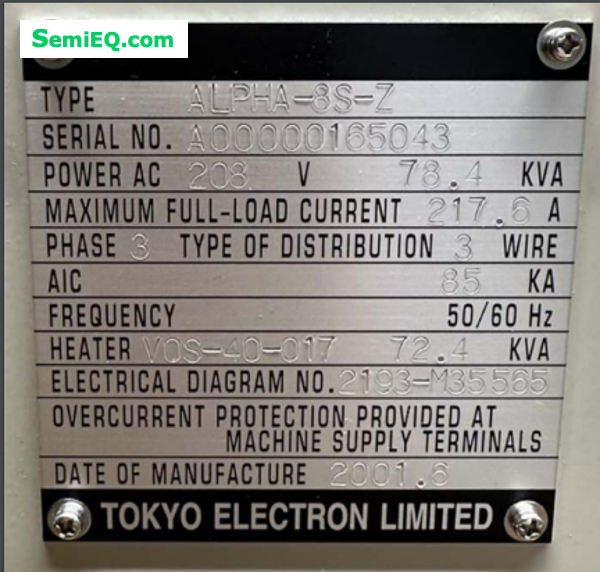 SemiEQ.com
TYPE ALPHA-8S-Z
SERIAL NO. A00000165043
POWER AC 208 V 78.4 KVA
MAXIMUM FULL-LOAD CURRENT 217.6 A
PHASE 3 TYPE OF DISTRIBUTION 3 WIRE
AIC 85 KA
FREQUENCY 50/60 Hz
HEATER VOS-40-017 72.4 KVA
ELECTRICAL DIAGRAM NO. 2193-M35565
OVERCURRENT PROTECTION PROVIDED AT
MACHINE SUPPLY TERMINALS
DATE OF MANUFACTURE 2001.6
TOKYO ELECTRON LIMITED